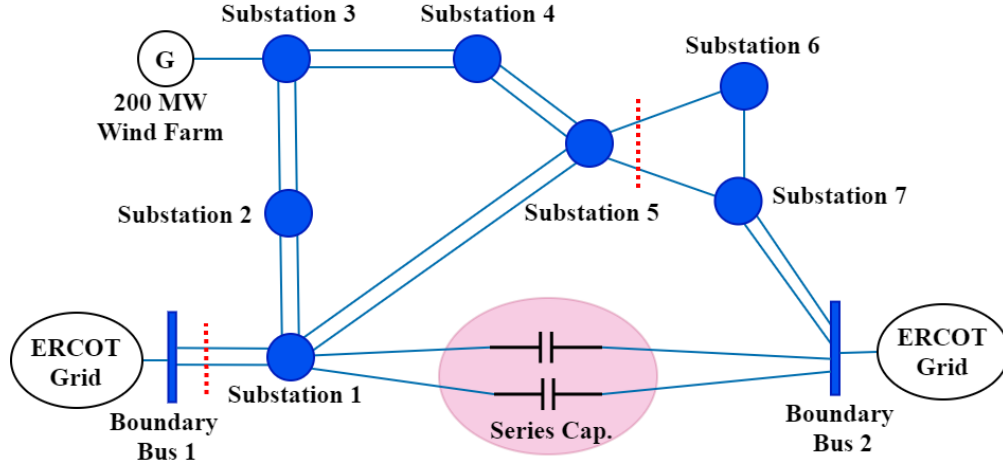 Substation 3
Substation 4
Substation 6
G
200 MW
Wind Farm
Substation 2
Substation 5
Substation 7
ERCOT
Grid
Substation 1
Boundary
Bus 1
Series Cap.
Boundary
Bus 2
ERCOT
Grid